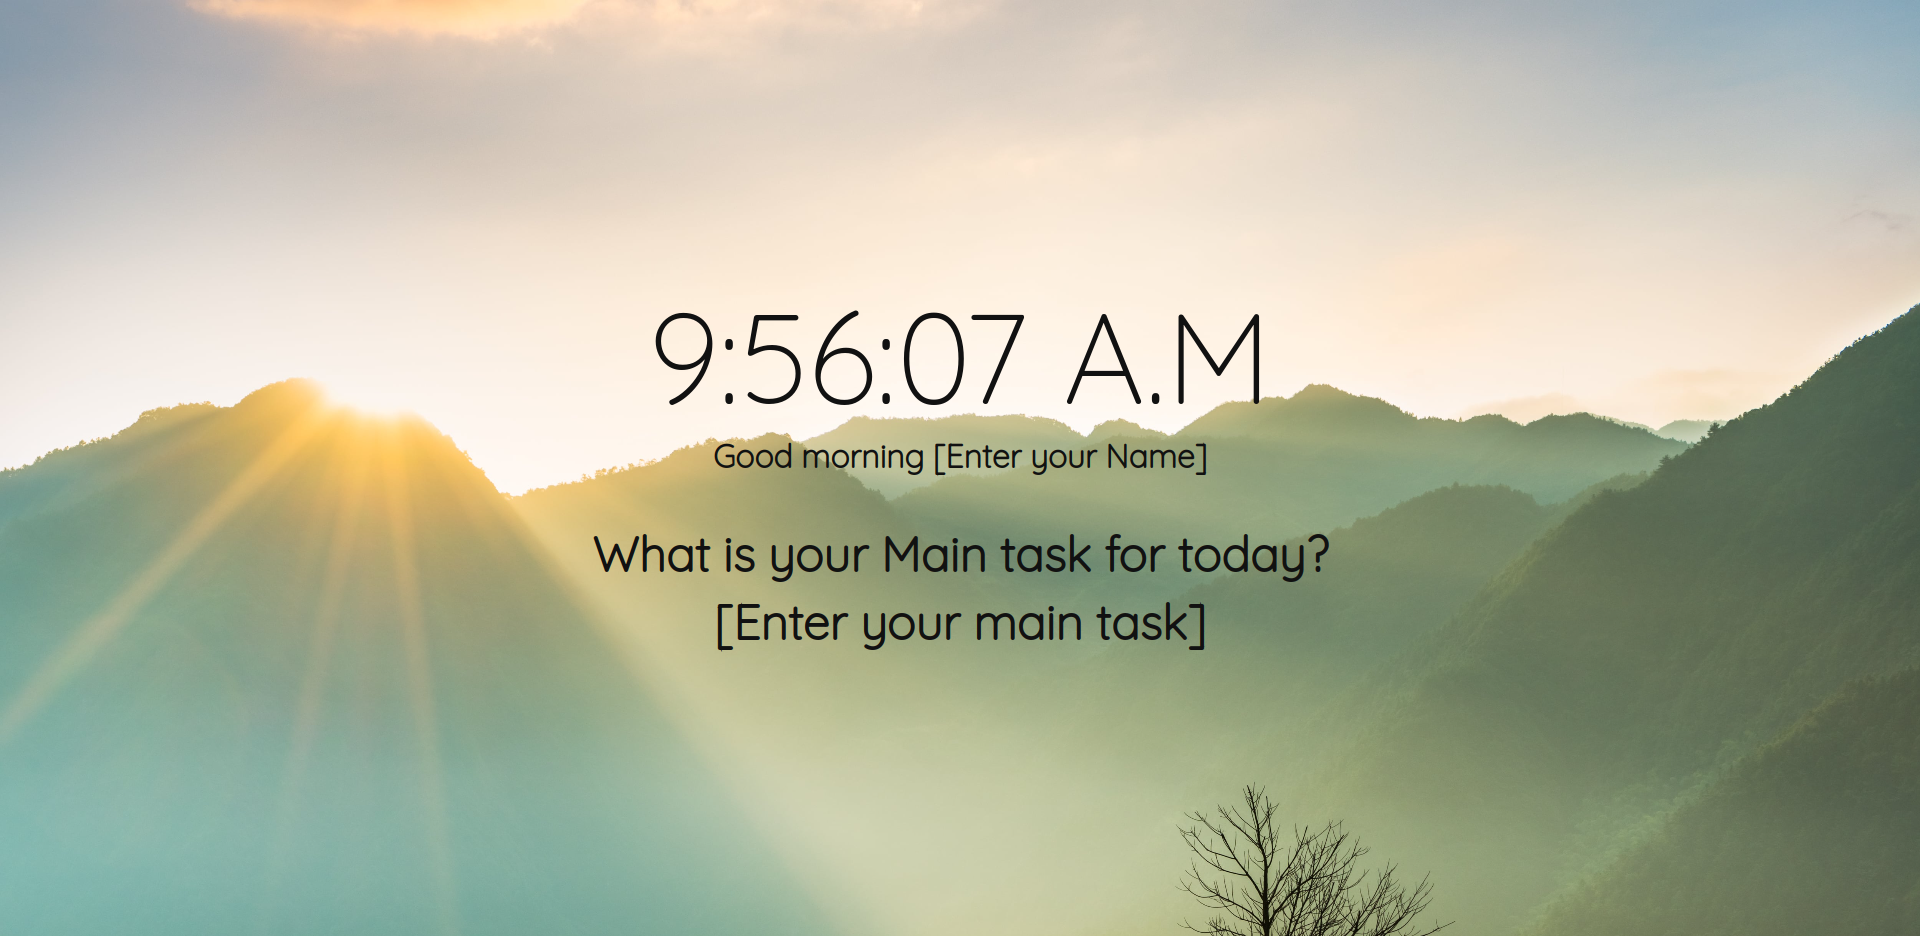 9:56:07 A.M
Good morning [Enter your Name]
What is your Main task for today?
[Enter your main task]